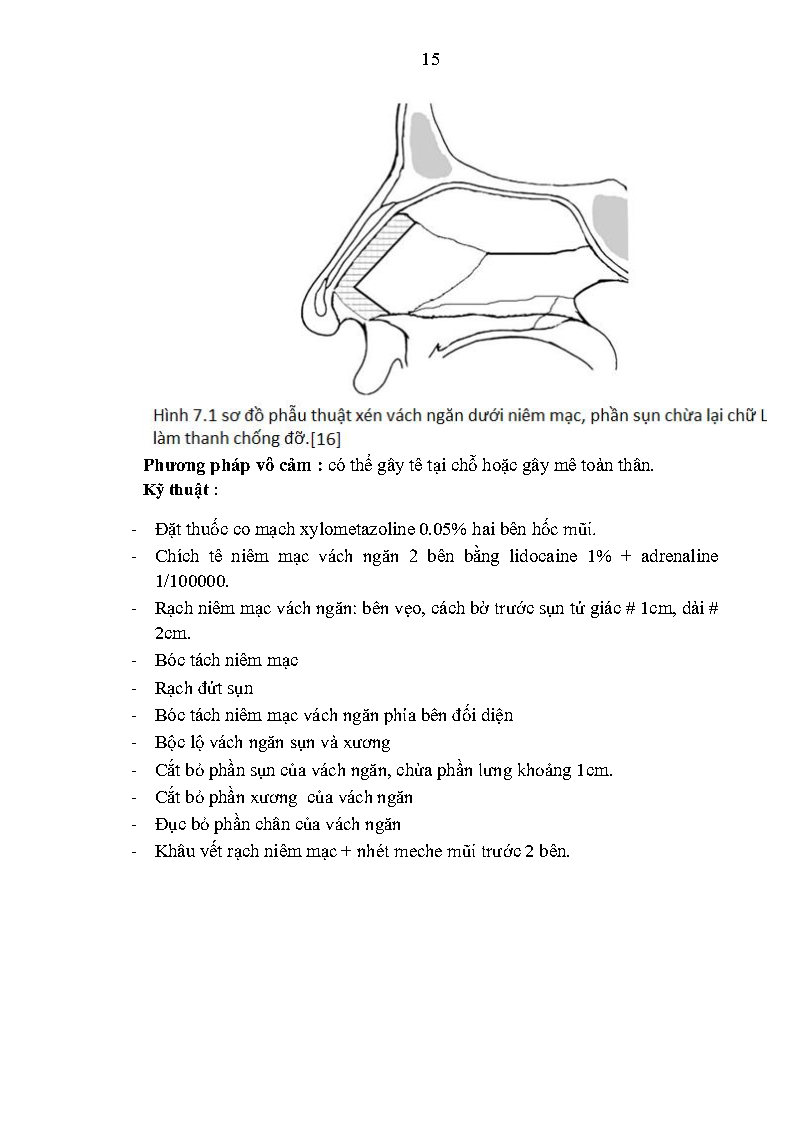 15
Hình 7.1 sơ đồ phẫu thuật xén vách ngăn dưới niêm mạc, phần sụn chừa lại chữ L
làm thanh chống đỡ.[16]
Phương pháp vô cảm : có thể gây tê tại chỗ hoặc gây mê toàn thân.
Kỹ thuật :
- Đặt thuốc co mạch xylometazoline 0.05% hai bên hốc mũi.
- Chích tê niêm mạc vách ngăn 2 bên bằng lidocaine 1% + adrenaline
1/100000.
- Rạch niêm mạc vách ngăn: bên vẹo, cách bờ trước sụn tứ giác # 1cm, dài #
2cm.
- Bóc tách niêm mạc
- Rạch đứt sụn
- Bóc tách niêm mạc vách ngăn phía bên đối diện
- Bộc lộ vách ngăn sụn và xương
- Cắt bỏ phần sụn của vách ngăn, chừa phần lưng khoảng 1cm.
- Cắt bỏ phần xương của vách ngăn
- Đục bỏ phần chân của vách ngăn
- Khâu vết rạch niêm mạc + nhét meche mũi trước 2 bên.